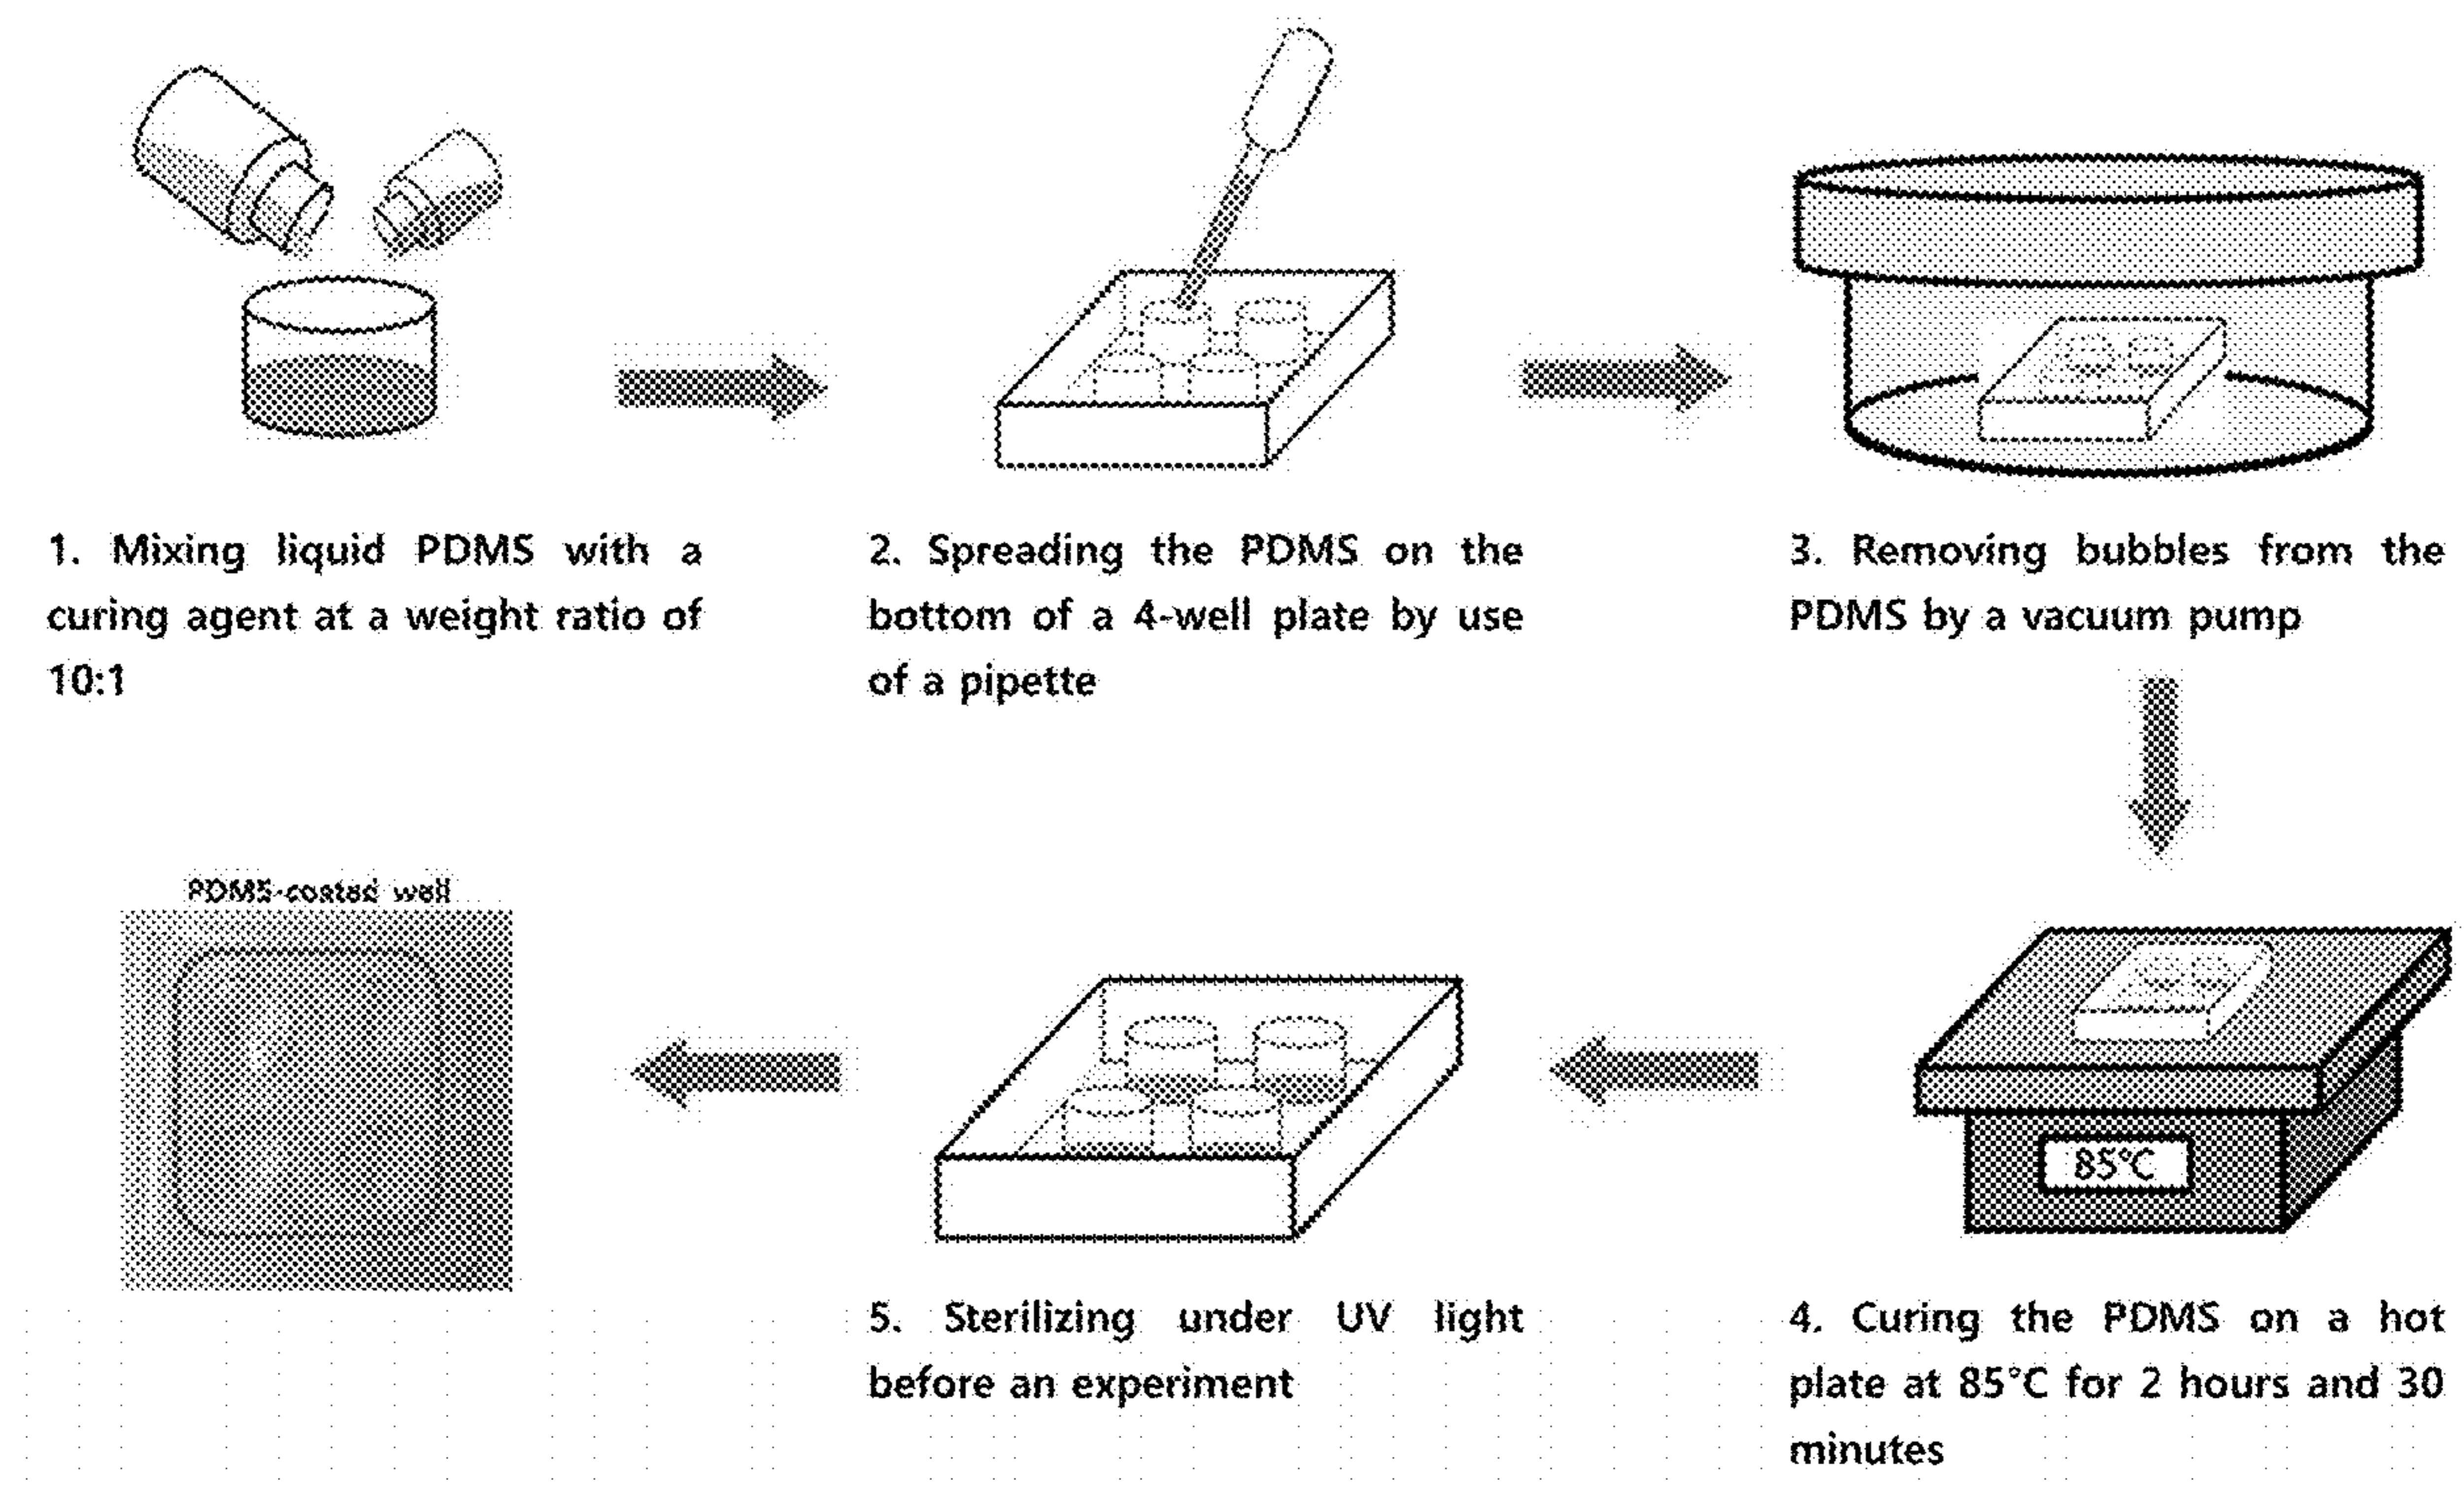 1. Mixing liquid PDMS with a
curing agent at a weight ratio of
10:1
2. Spreading the PDMS on the
bottom of a 4-well plate by use
of a pipette
3. Removing bubbles from the
PDMS by a vacuum pump
85°C
4. Curing the PDMS on a hot
plate at 85°C for 2 hours and 30
minutes
5. Sterilizing under UV light
before an experiment
PDMS-coated well